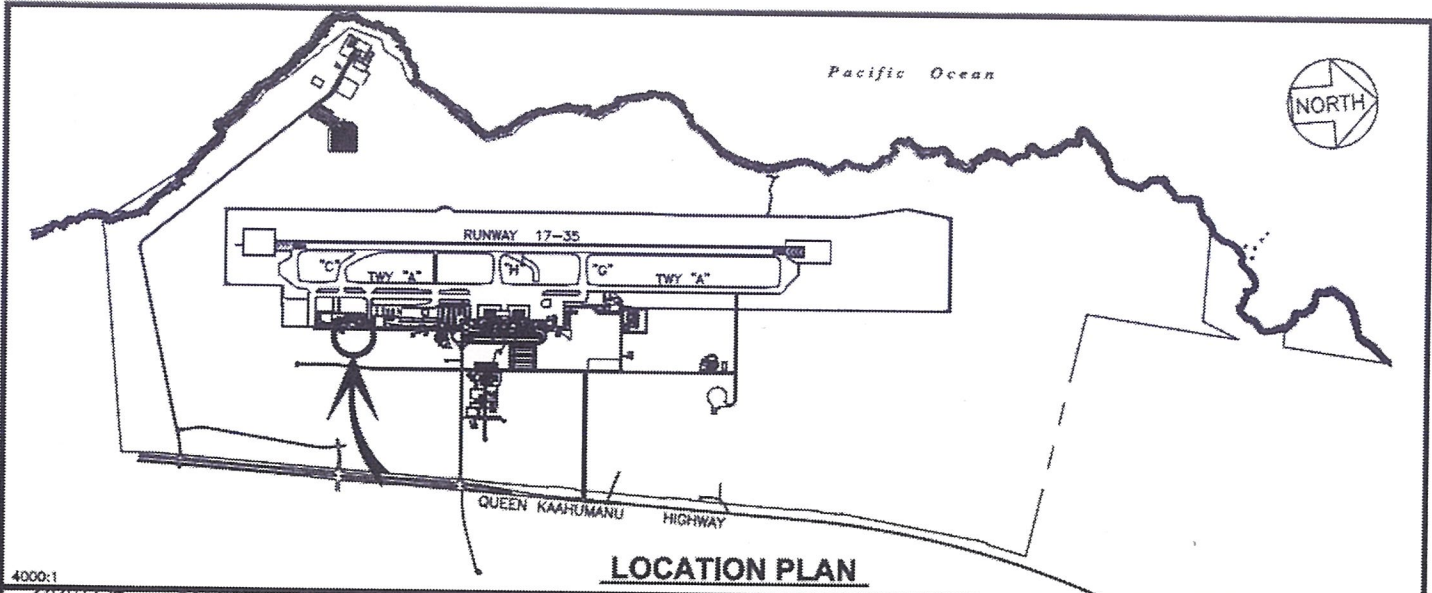 Pacific Ocean
NORTH
RUNWAY 17-35
"C"
TWY "A"
"H"
"G"
TWY "A"
QUEEN KAAHUMANU HIGHWAY
LOCATION PLAN
4000:1